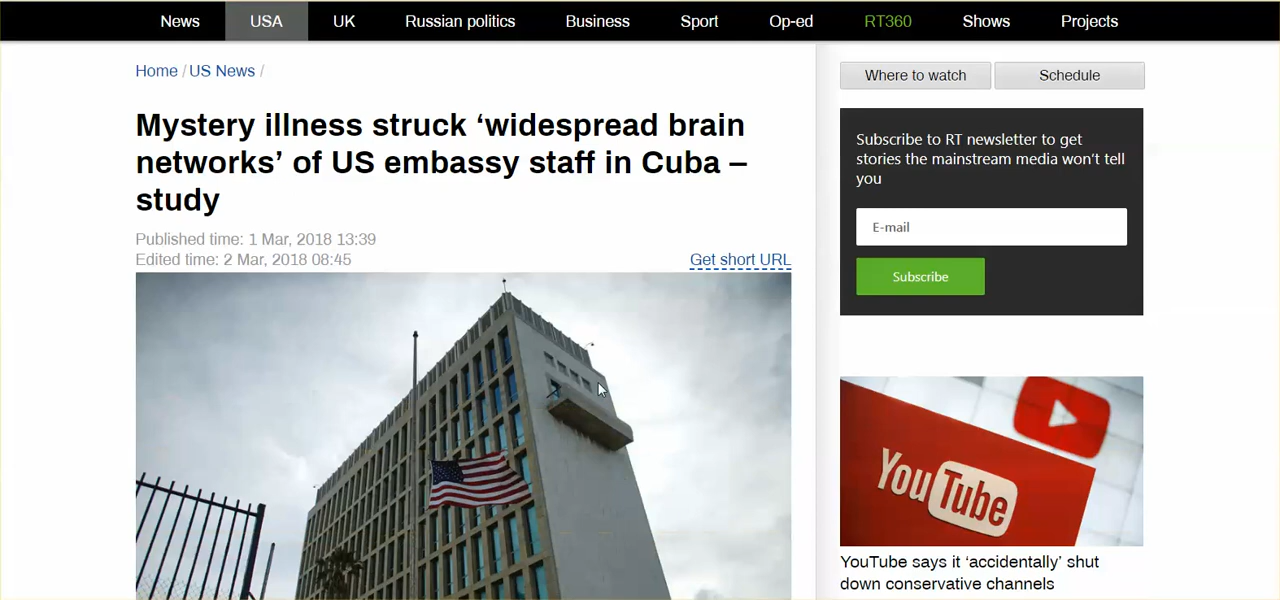 News USA UK Russian politics Business Sport Op-ed RT360 Shows Projects
Home / US News /
Mystery illness struck ‘widespread brain
networks’ of US embassy staff in Cuba –
study
Published time: 1 Mar, 2018 13:39
Edited time: 2 Mar, 2018 08:45
Get short URL
Where to watch
Schedule
Subscribe to RT newsletter to get
stories the mainstream media won’t tell
you
E-mail
Subscribe
YouTube
YouTube says it ‘accidentally’ shut
down conservative channels